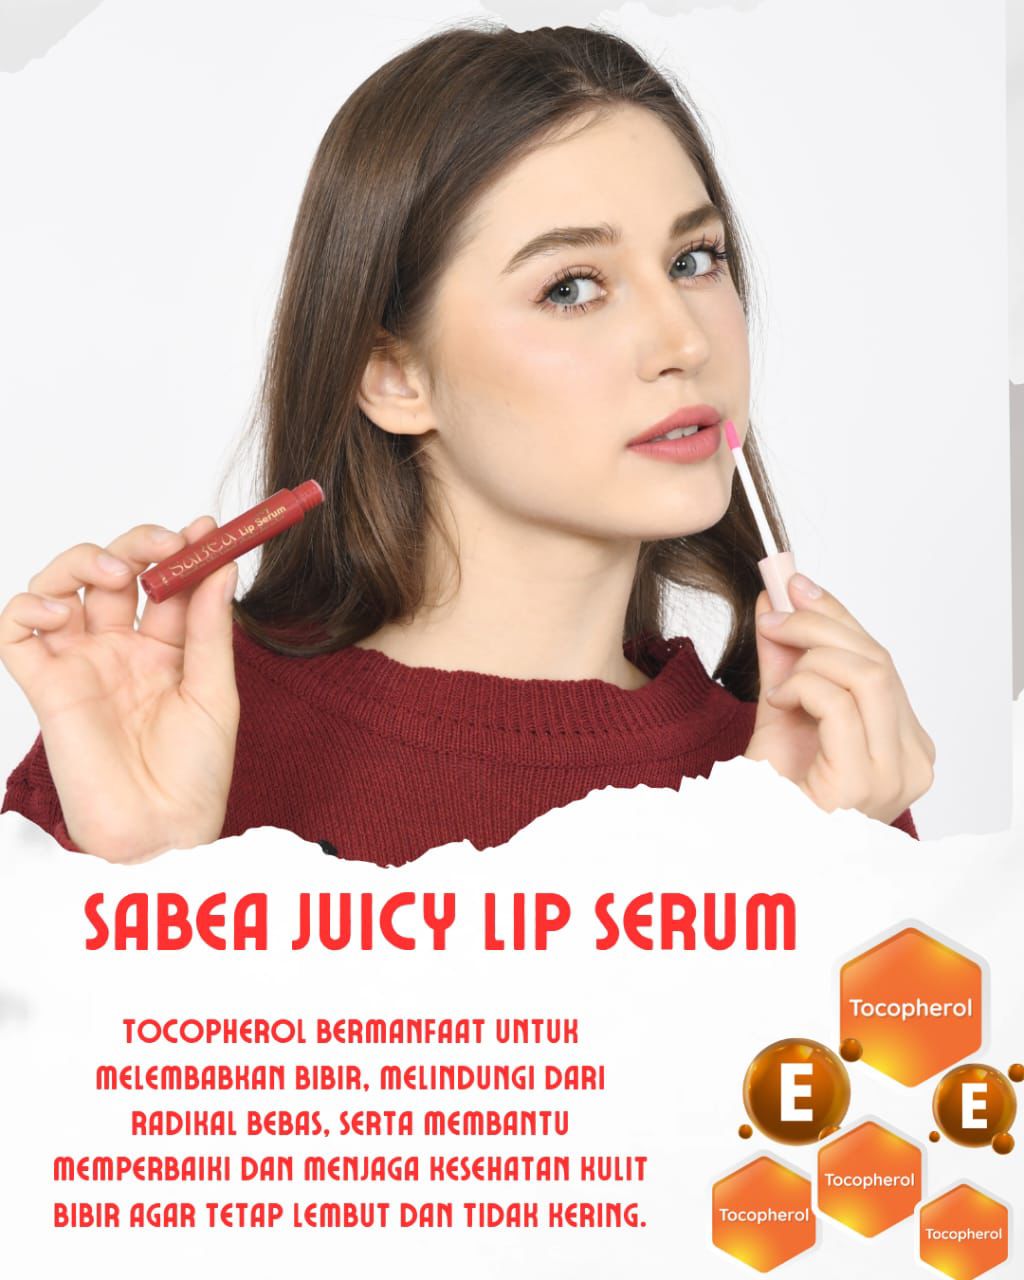 SaBea Lip Serum
SABEA JUICY LIP SERUM
TOCOPHEROL BERMANFAAT UNTUK
MELEMBABKAN BIBIR, MELINDUNGI DARI
RADIKAL BEBAS, SERTA MEMBANTU
MEMPERBAIKI DAN MENJAGA KESEHATAN KULIT
BIBIR AGAR TETAP LEMBUT DAN TIDAK KERING.
Tocopherol
E
E
Tocopherol
Tocopherol
Tocopherol